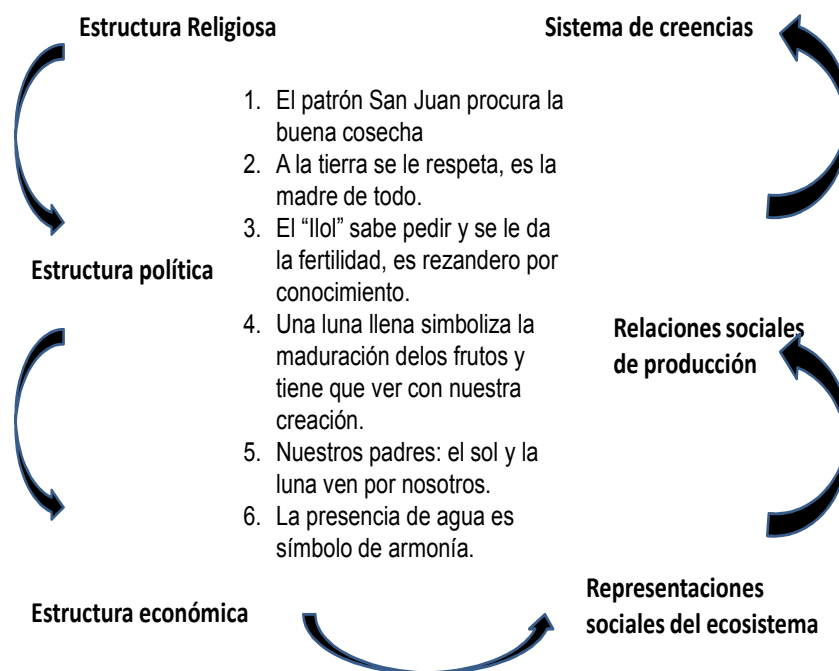 Estructura Religiosa
Sistema de creencias
1. El patrón San Juan procura la
buena cosecha
2. A la tierra se le respeta, es la
madre de todo.
3. El “Ilol” sabe pedir y se le da
la fertilidad, es rezandero por
conocimiento.
4. Una luna llena simboliza la
maduración delos frutos y
tiene que ver con nuestra
creación.
5. Nuestros padres: el sol y la
luna ven por nosotros.
6. La presencia de agua es
símbolo de armonía.
Estructura política
Relaciones sociales
de producción
Estructura económica
Representaciones
sociales del ecosistema